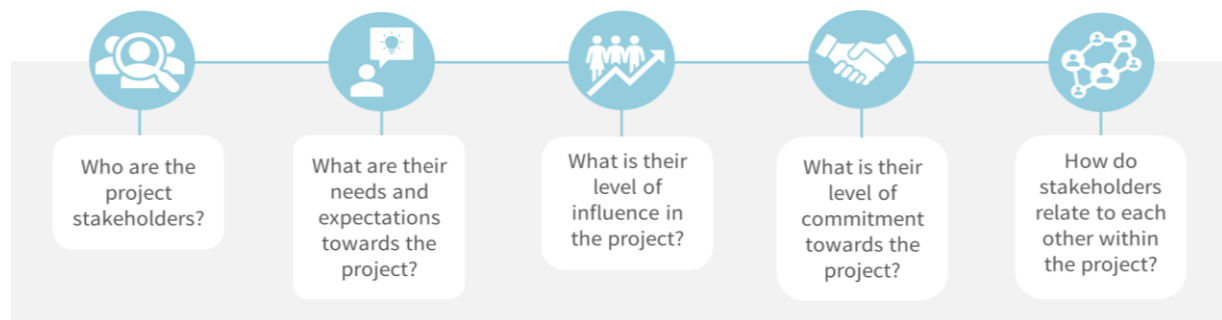 Who are the
project
stakeholders?
What are their
needs and
expectations
towards the
project?
What is their
level of
influence in
the project?
What is their
level of
commitment
towards the
project?
How do
stakeholders
relate to each
other within
the project?